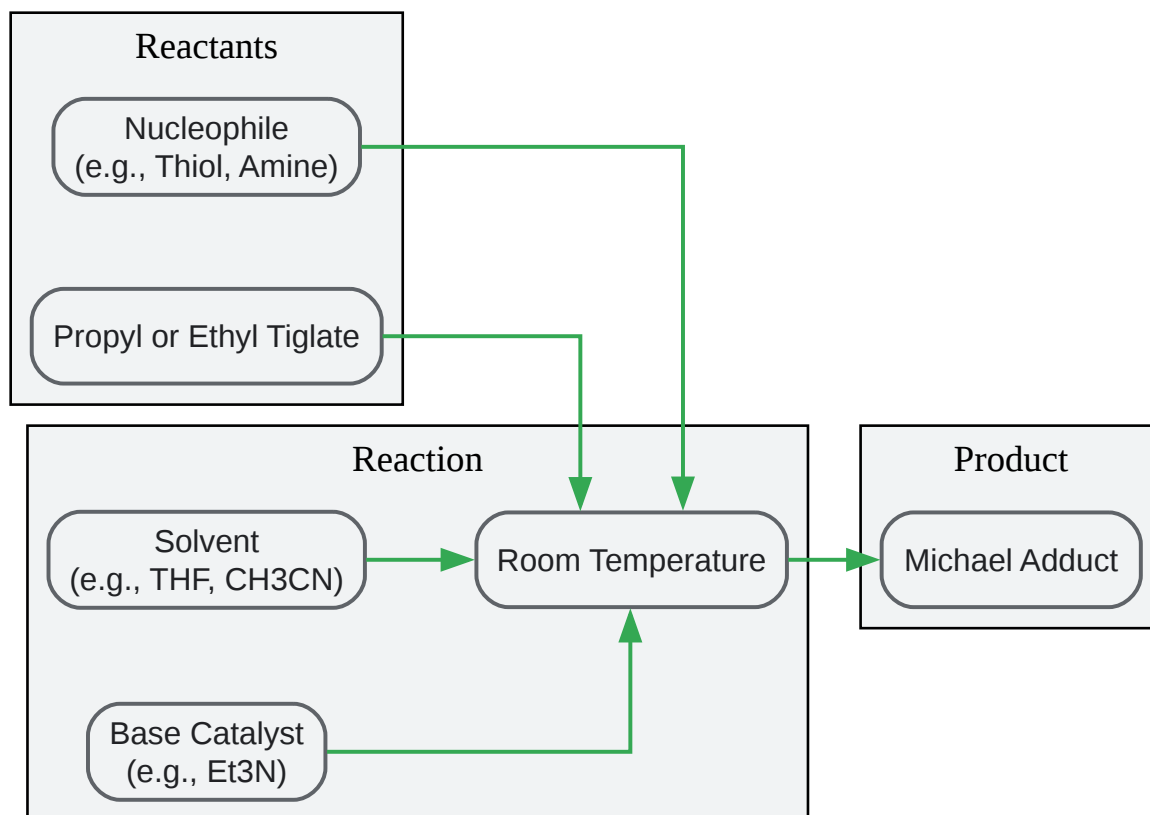 Reactants
Nucleophile
(e.g., Thiol, Amine)
Propyl or Ethyl Tiglate
Reaction
Solvent
(e.g., THF, CH3CN)
Room Temperature
Base Catalyst
(e.g., Et3N)
Product
Michael Adduct